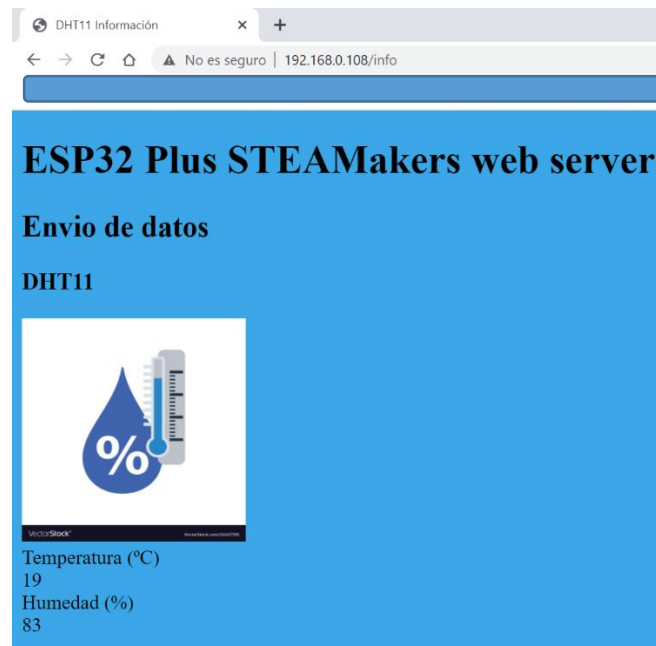 DHT11 Información
No es seguro | 192.168.0.108/info
ESP32 Plus STEAMakers web server
Envio de datos
DHT11
%
VectorStock®
Temperatura (ºC)
19
Humedad (%)
83